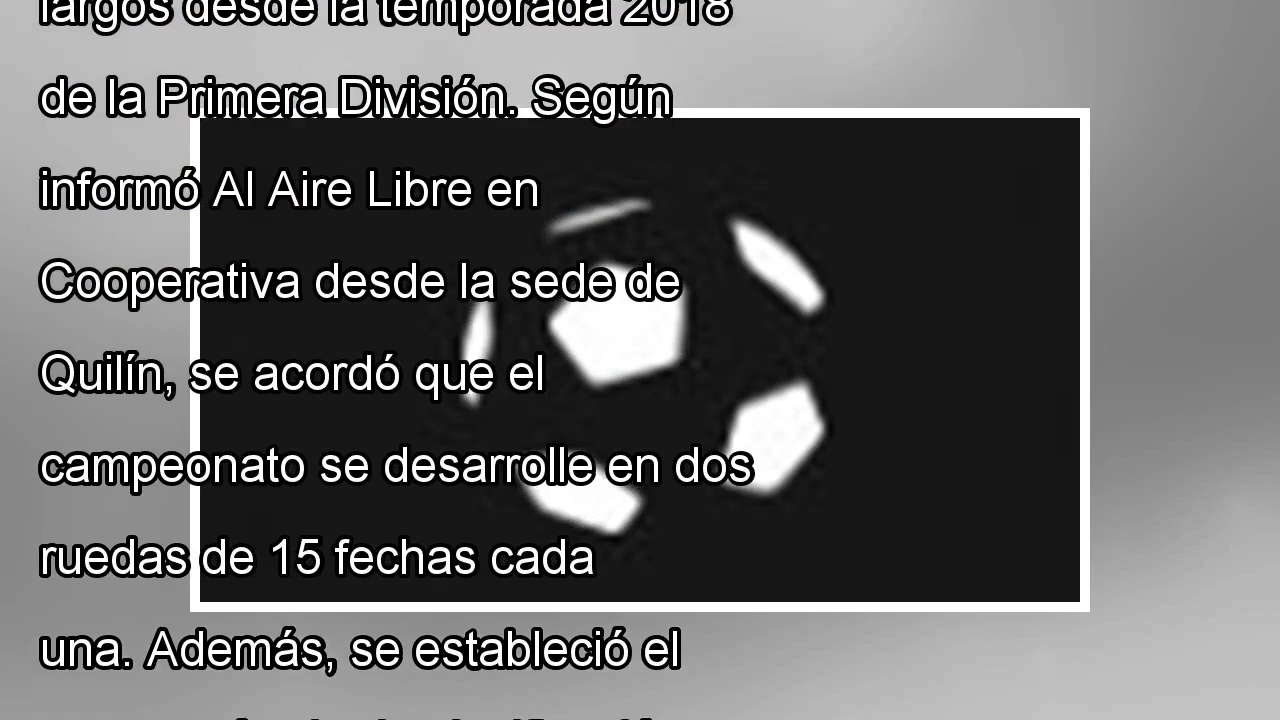 largos desde la temporada 2018
de la Primera División. Según
informó Al Aire Libre en
Cooperativa desde la sede de
Quilín, se acordó que el
campeonato se desarrolle en dos
ruedas de 15 fechas cada
una. Además, se estableció el